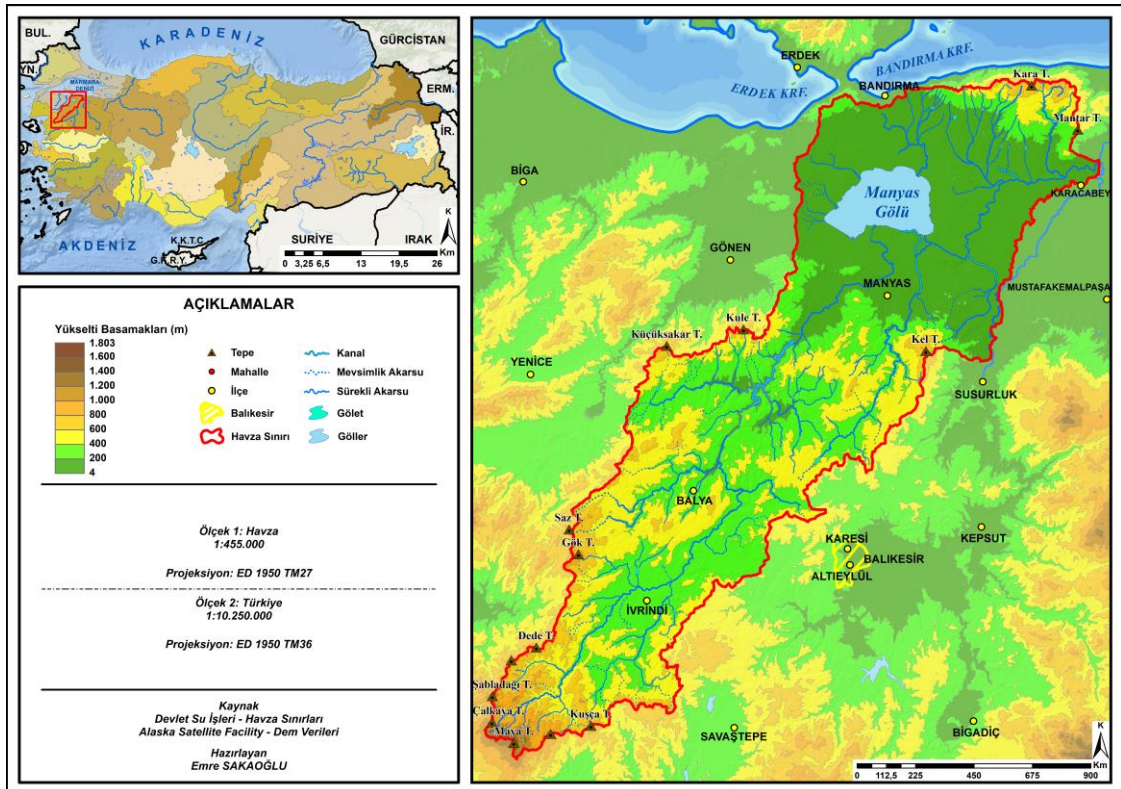 BUL.
KARADENİZ
GÜRCİSTAN
YN.
MARMARA
DENİZİ
ERM.
İR.
AKDENİZ
K.K.T.C.
G.K.R.Y.
SURİYE
IRAK
K
0 3,25 6,5 13 19,5 26
Km
AÇIKLAMALAR
Yükselti Basamakları (m)
1.803
1.600
1.400
1.200
1.000
800
600
400
200
4
Tepe
Mahalle
İlçe
Balıkesir
Havza Sınırı
Kanal
Mevsimlik Akarsu
Sürekli Akarsu
Gölet
Göller
Ölçek 1: Havza
1:455.000
Projeksiyon: ED 1950 TM27
Ölçek 2: Türkiye
1:10.250.000
Projeksiyon: ED 1950 TM36
Kaynak
Devlet Su İşleri - Havza Sınırları
Alaska Satellite Facility - Dem Verileri
Hazırlayan
Emre SAKAOĞLU
ERDEK
ERDEK KRF.
BANDIRMA KRF.
BANDIRMA
Kara T.
Mantar T.
KARACABEY
BİGA
Manyas
Gölü
GÖNEN
MANYAS
MUSTAFAKEMALPAŞA
Kule T.
Küçüksakar T.
Kel T.
YENİCE
SUSURLUK
BALYA
Saz T.
Gök T.
KARESİ
BALIKESİR
ALTIEYLÜL
KEPSUT
İVRİNDİ
Dede T.
Şabladağı T.
Çalkaya T.
Maya T.
Kuşça T.
SAVAŞTEPE
BİGADİÇ
K
0 112,5 225 450 675 900
Km